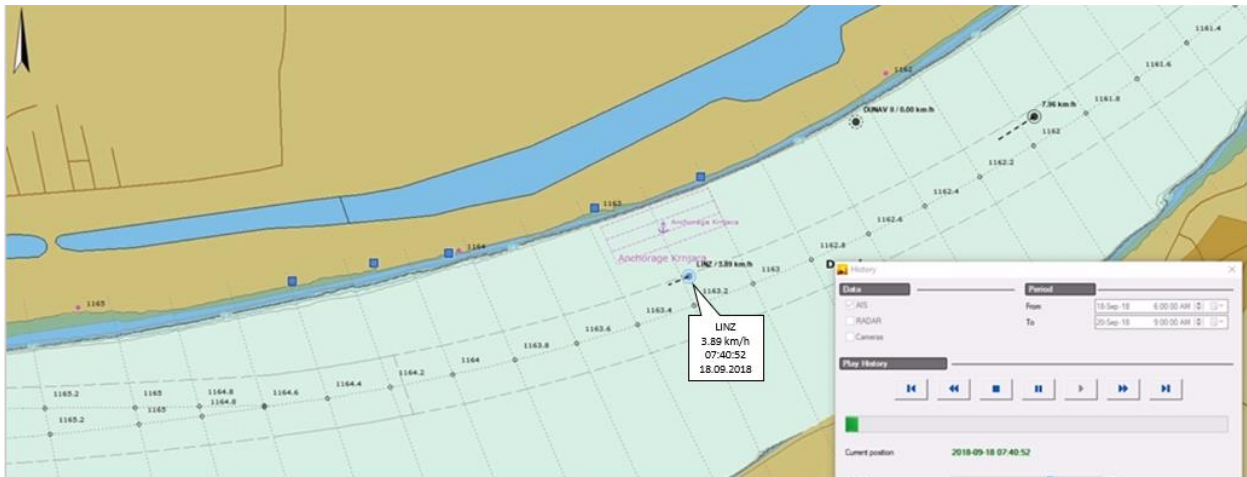 1161.4
1161.6
1162
1161.8
7.96 km/h
DUNAV II / 0.00 km/h
1162
1162.2
1162.4
1162.6
1163
Anchorage Krnjaca
1162.8
1164
Anchorage Krnjaca
LINZ / 3.89 km/h
1163
1163.2
1163.4
1163.6
1163.8
1164
1164.2
1164.4
1164.6
1164.8
1164.8
1165
1165
1165
1165.2
1165.2
LINZ
3.89 km/h
07:40:52
18.09.2018
D
History
Data
Period
AIS
From
18-Sep-18
6:00:00 AM
RADAR
To
20-Sep-18
9:00:00 AM
Cameras
Play History
Current position
2018-09-18 07:40:52